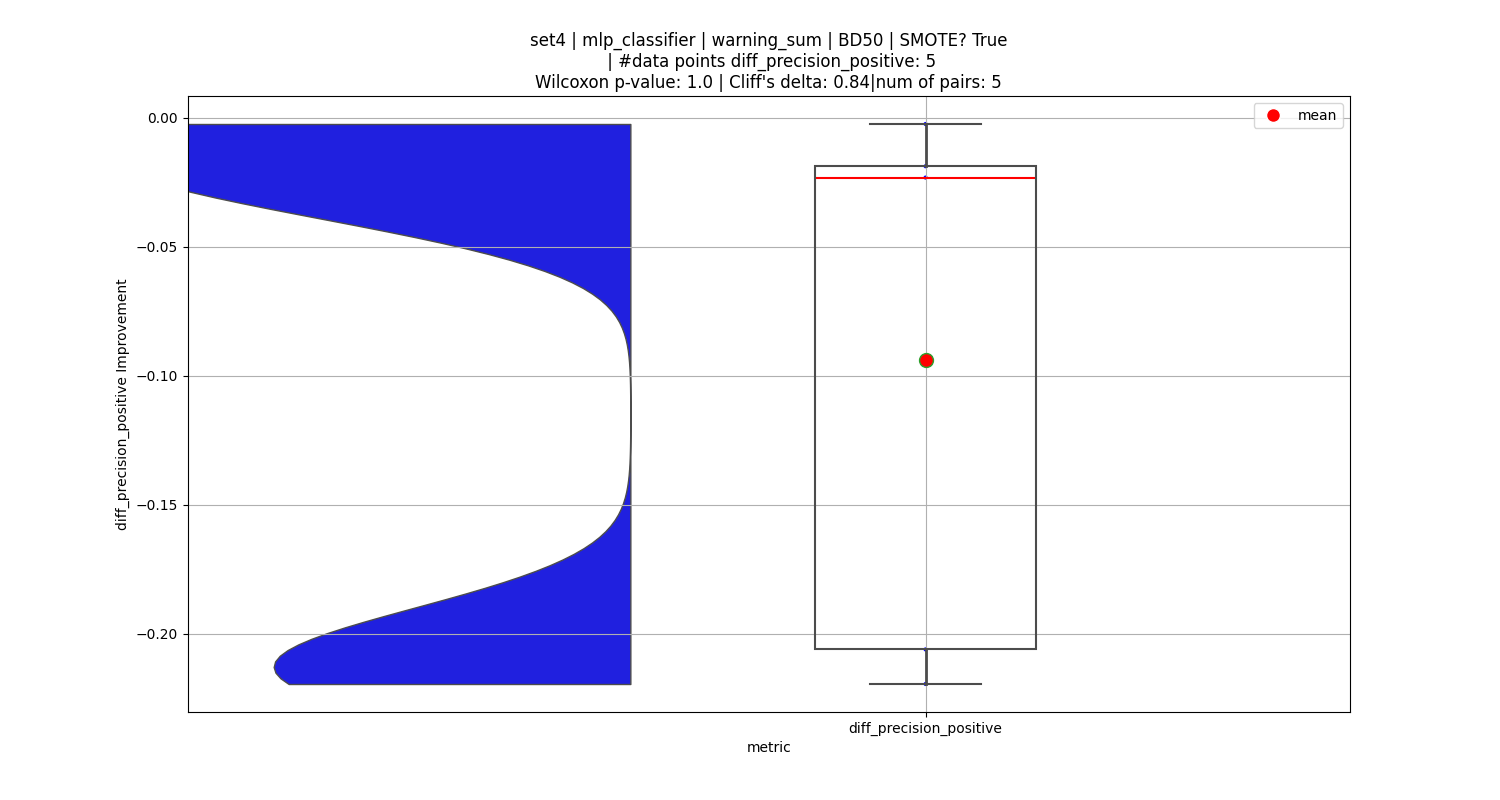 set4 | mlp_classifier | warning_sum | BD50 | SMOTE? True
| #data points diff_precision_positive: 5
Wilcoxon p-value: 1.0 | Cliff's delta: 0.84|num of pairs: 5
mean
0.00
−0.05
−0.10
−0.15
−0.20
diff_precision_positive Improvement
diff_precision_positive
metric